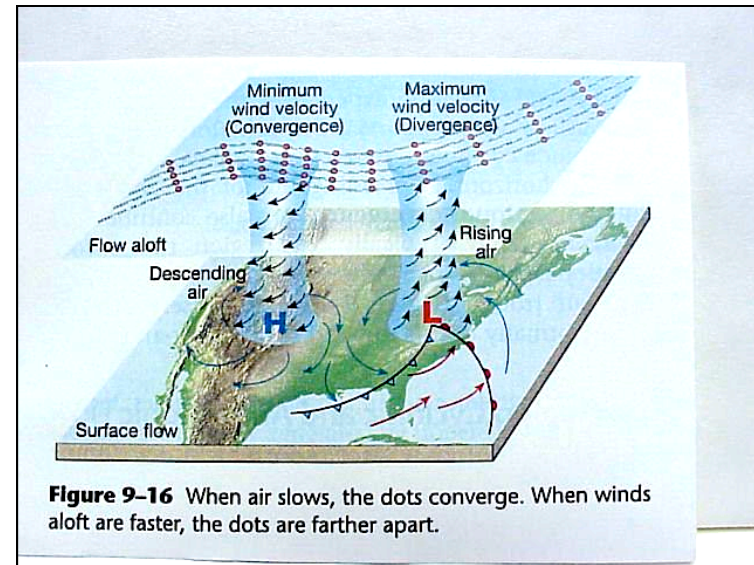 Minimum
wind velocity
(Convergence)
Maximum
wind velocity
(Divergence)
Flow aloft
Descending
air
Rising
air
H
L
Surface flow
Figure 9–16 When air slows, the dots converge. When winds
aloft are faster, the dots are farther apart.